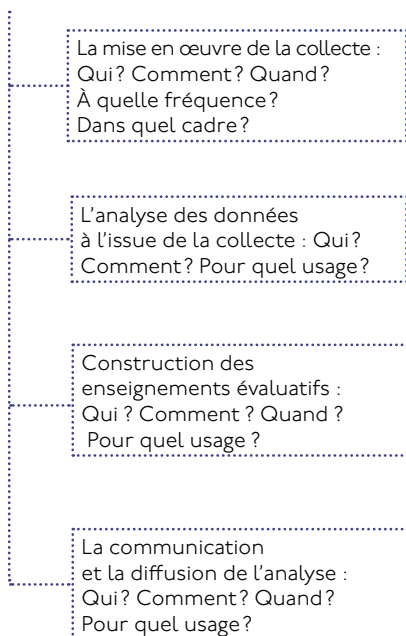 La mise en œuvre de la collecte :
Qui? Comment? Quand?
À quelle fréquence?
Dans quel cadre?
L'analyse des données
à l'issue de la collecte : Qui?
Comment? Pour quel usage?
Construction des
enseignements évaluatifs :
Qui ? Comment ? Quand ?
Pour quel usage ?
La communication
et la diffusion de l'analyse :
Qui? Comment? Quand?
Pour quel usage?